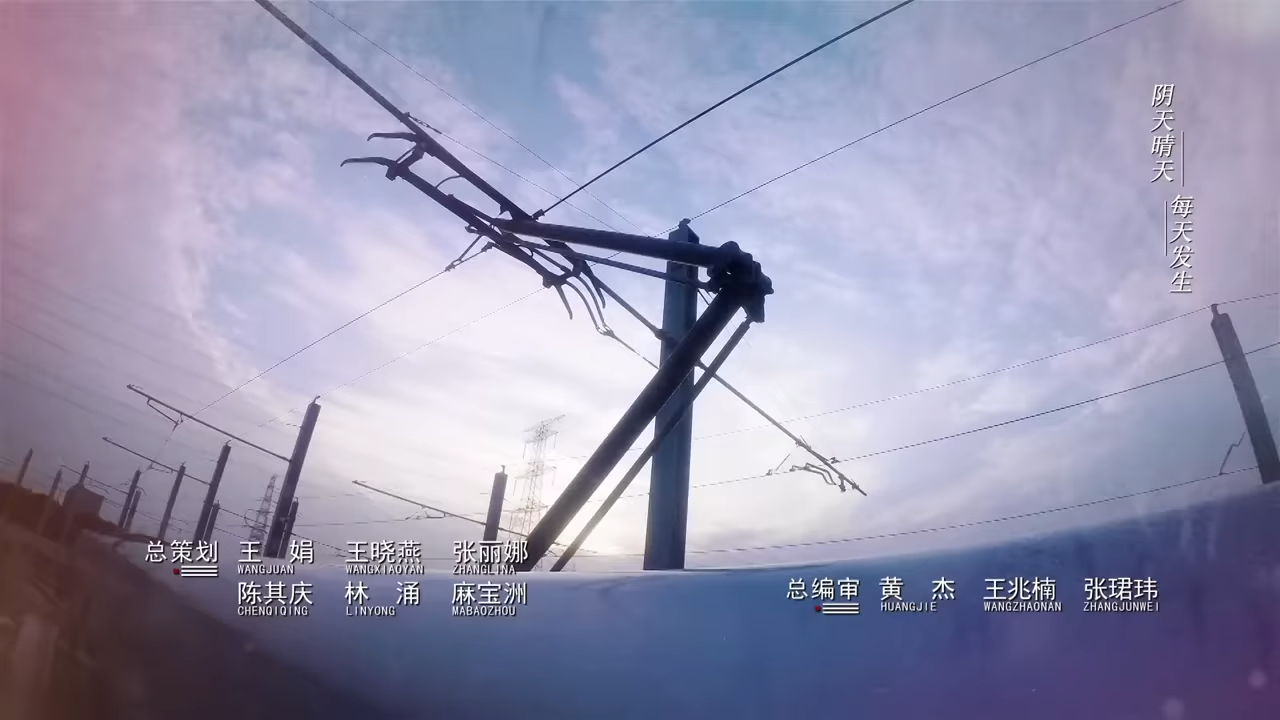 阴天晴天
每天发生
总策划 王 娟 王晓燕 张丽娜
WANGJUAN WANGXIAOYAN ZHANGLINA
陈其庆 林 涌 麻宝洲
CHENQIQING LINYONG MABAOZHOU
总编审 黄 杰 王兆楠 张珺玮
HUANGJIE WANGZHAONAN ZHANGJUNWEI